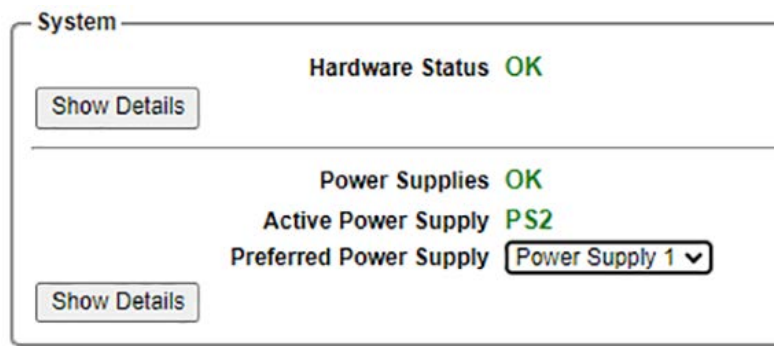 System
Hardware Status OK
Show Details
Power Supplies OK
Active Power Supply PS2
Preferred Power Supply Power Supply 1
Show Details